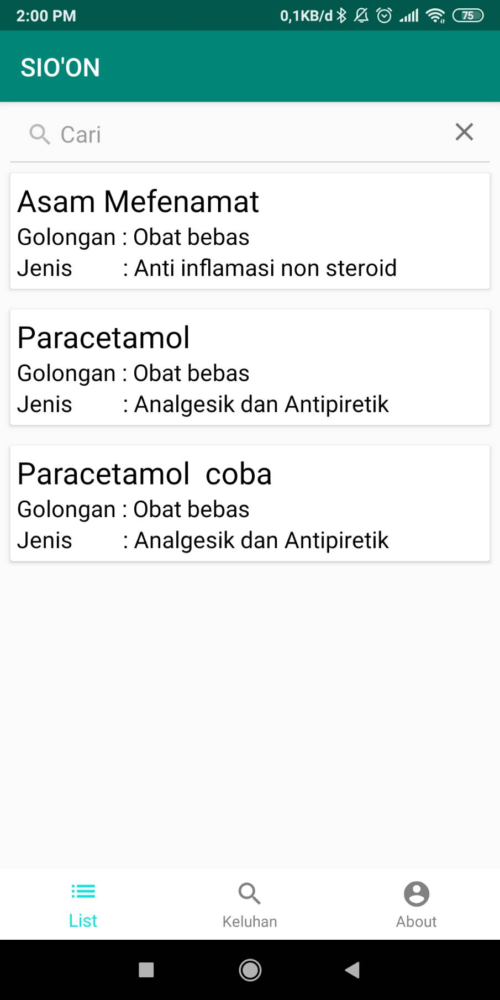 2:00 PM 0,1KB/d 75
SIO'ON
Cari
Asam Mefenamat
Golongan : Obat bebas
Jenis : Anti inflamasi non steroid
Paracetamol
Golongan : Obat bebas
Jenis : Analgesik dan Antipiretik
Paracetamol  coba
Golongan : Obat bebas
Jenis : Analgesik dan Antipiretik
List Keluhan About